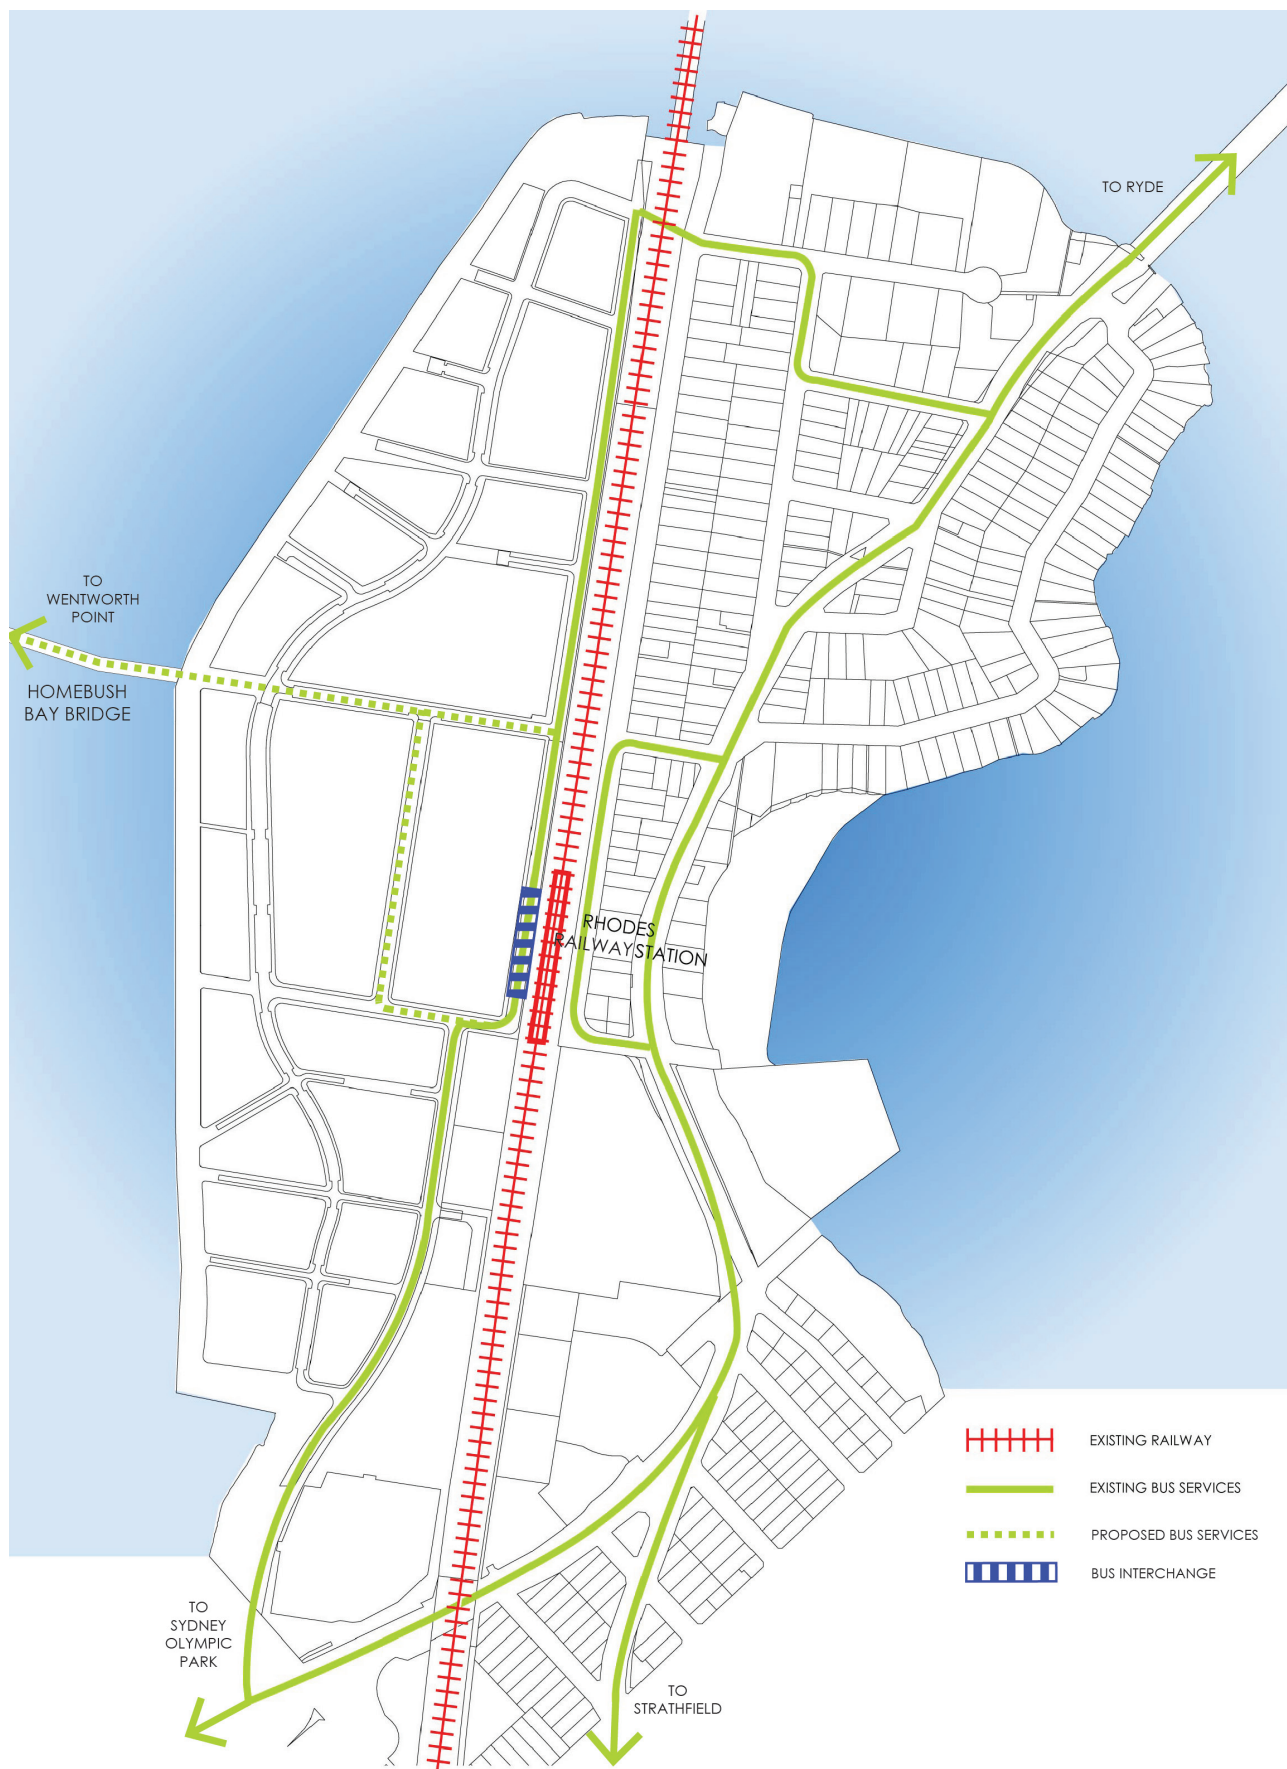 TO RYDE
TO
WENTWORTH
POINT
HOMEBUSH
BAY BRIDGE
RHODES
RAILWAY STATION
EXISTING RAILWAY
EXISTING BUS SERVICES
PROPOSED BUS SERVICES
BUS INTERCHANGE
TO
SYDNEY
OLYMPIC
PARK
TO
STRATHFIELD